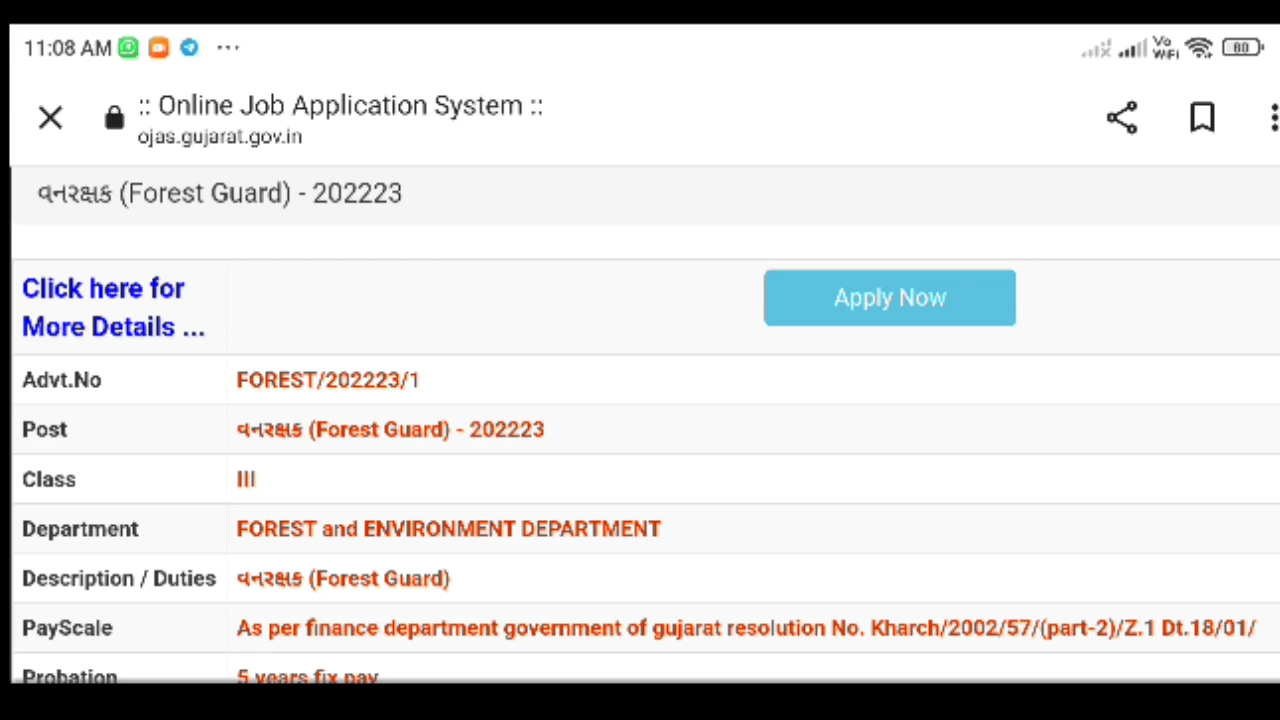 11:08 AM ...
Vo WiFi 80
:: Online Job Application System ::
ojas.gujarat.gov.in
વનરક્ષક (Forest Guard) - 202223
Click here for
More Details ...
Apply Now
Advt.No FOREST/202223/1
Post વનરક્ષક (Forest Guard) - 202223
Class III
Department FOREST and ENVIRONMENT DEPARTMENT
Description / Duties વનરક્ષક (Forest Guard)
PayScale As per finance department government of gujarat resolution No. Kharch/2002/57/(part-2)/Z.1 Dt.18/01/
Probation 5 years fix pay